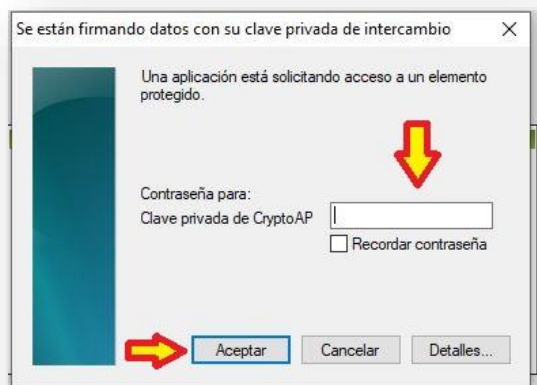 Se están firmando datos con su clave privada de intercambio
Una aplicación está solicitando acceso a un elemento
protegido.
Contraseña para:
Clave privada de CryptoAP
Recordar contraseña
Aceptar
Cancelar
Detalles...